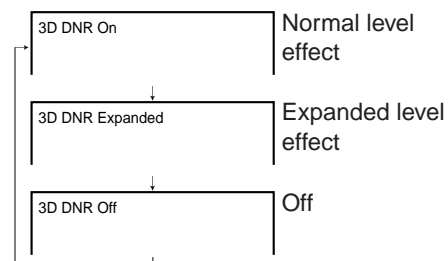 3D DNR On
Normal level
effect
3D DNR Expanded
Expanded level
effect
3D DNR Off
Off